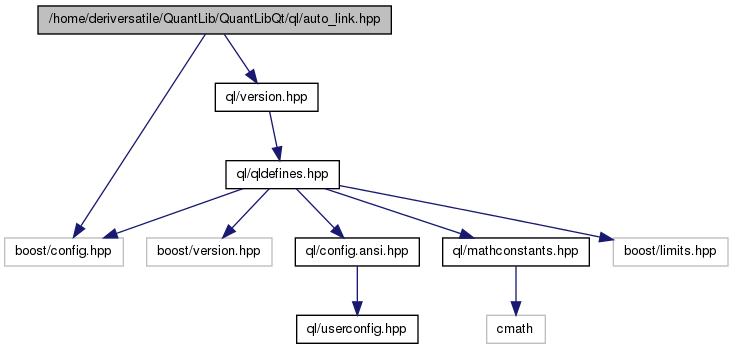 /home/deriversatile/QuantLib/QuantLibQt/ql/auto_link.hpp
ql/version.hpp
ql/qldefines.hpp
boost/config.hpp
boost/version.hpp
ql/config.ansi.hpp
ql/mathconstants.hpp
boost/limits.hpp
ql/userconfig.hpp
cmath